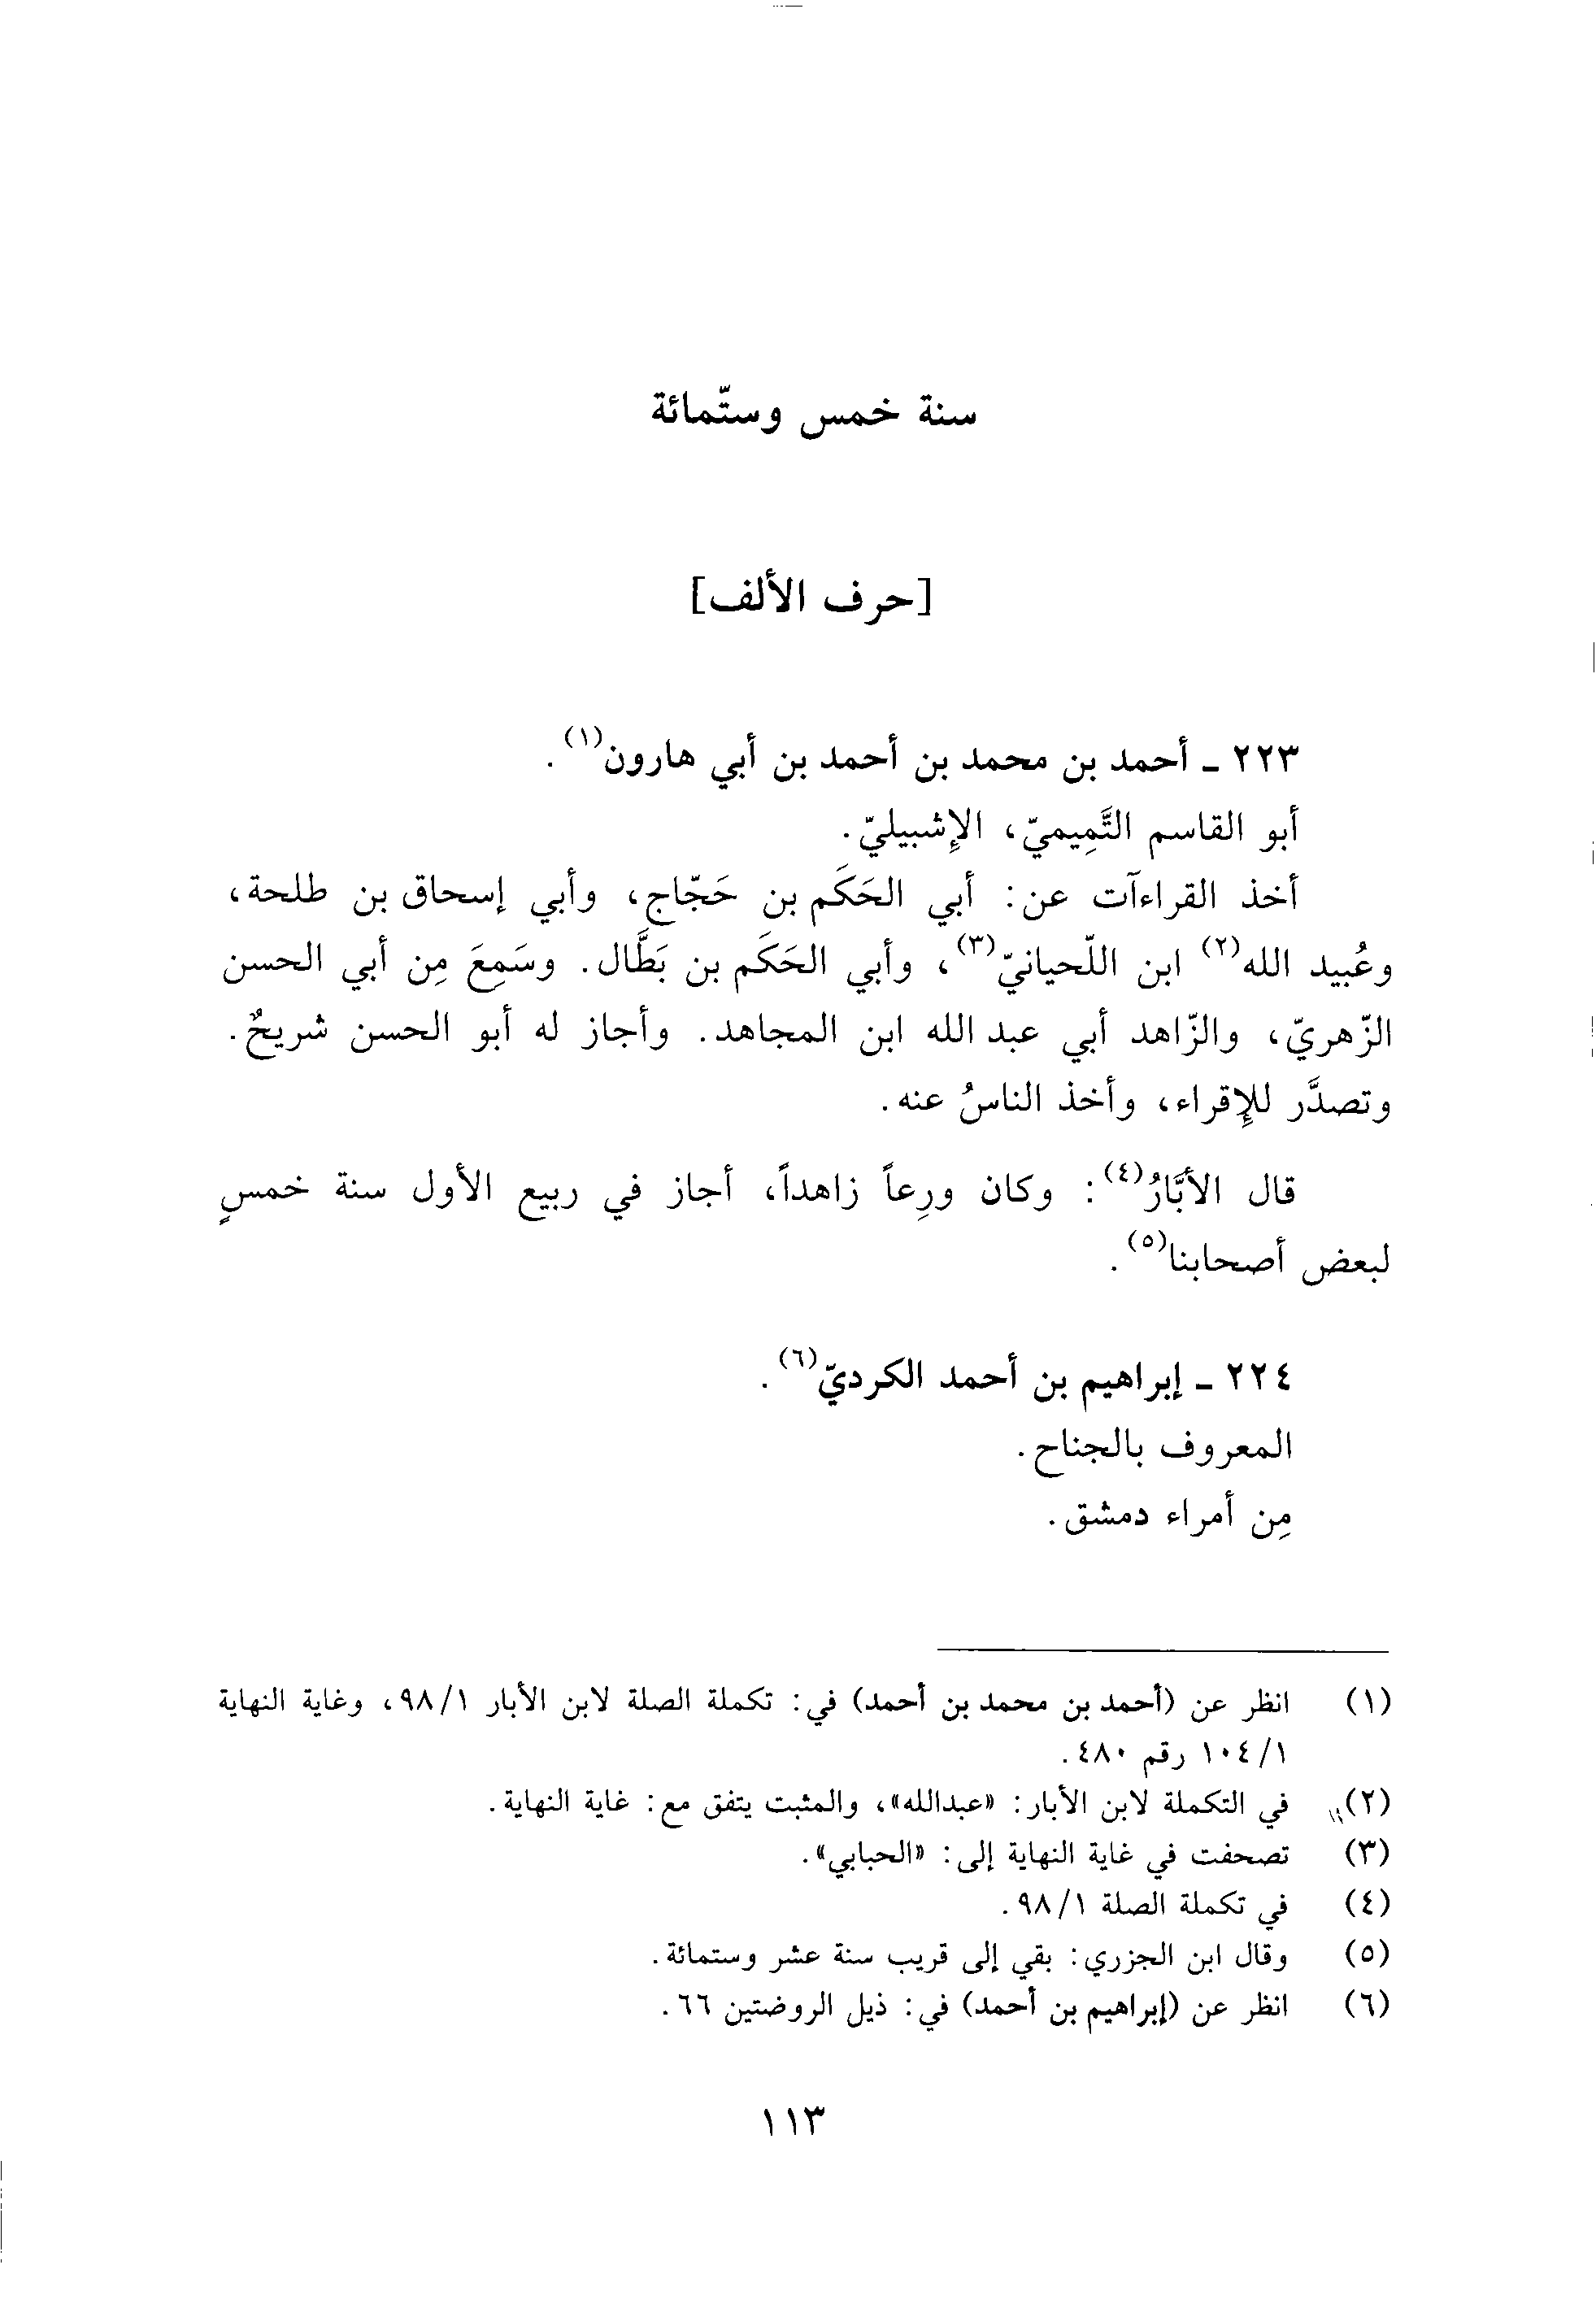 سنة خمس وستّمائة
[حرف الألف]
٢٢٣ ـ أحمد بن محمد بن أحمد بن أبي هارون(١).
أبو القاسم التَّمِيميّ، الإِشبيليّ.
أخذ القراءآت عن: أبي الحَكَم بن حَجّاج، وأبي إسحاق بن طلحة،
وعُبيد الله(٢) ابن اللّحيانيّ(٣)، وأبي الحَكَم بن بَطَّال. وسَمِعَ مِن أبي الحسن
الزّهريّ، والزّاهد أبي عبد الله ابن المجاهد. وأجاز له أبو الحسن شريحٌ.
وتصدَّر للإِقراء، وأخذ الناسُ عنه.
قال الأبَّارُ(٤): وكان ورِعاً زاهداً، أجاز في ربيع الأول سنة خمسٍ
لبعض أصحابنا(٥).
٢٢٤ ـ إبراهيم بن أحمد الكرديّ(٦).
المعروف بالجناح.
مِن أمراء دمشق.
(١) انظر عن (أحمد بن محمد بن أحمد) في: تكملة الصلة لابن الأبار ٩٨/١، وغاية النهاية
١٠٤/١ رقم ٤٨٠.
(٢) في التكملة لابن الأبار: «عبدالله»، والمثبت يتفق مع: غاية النهاية.
(٣) تصحفت في غاية النهاية إلى: «الحبابي».
(٤) في تكملة الصلة ٩٨/١.
(٥) وقال ابن الجزري: بقي إلى قريب سنة عشر وستمائة.
(٦) انظر عن (إبراهيم بن أحمد) في: ذيل الروضتين ٦٦.
١١٣